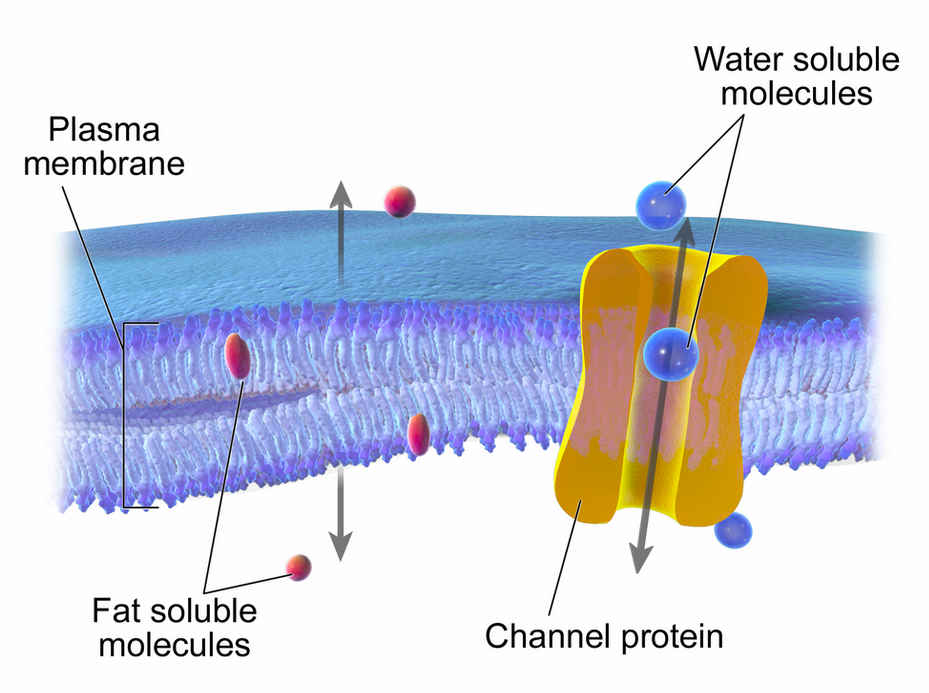 Water soluble
molecules
Plasma
membrane
Fat soluble
molecules
Channel protein